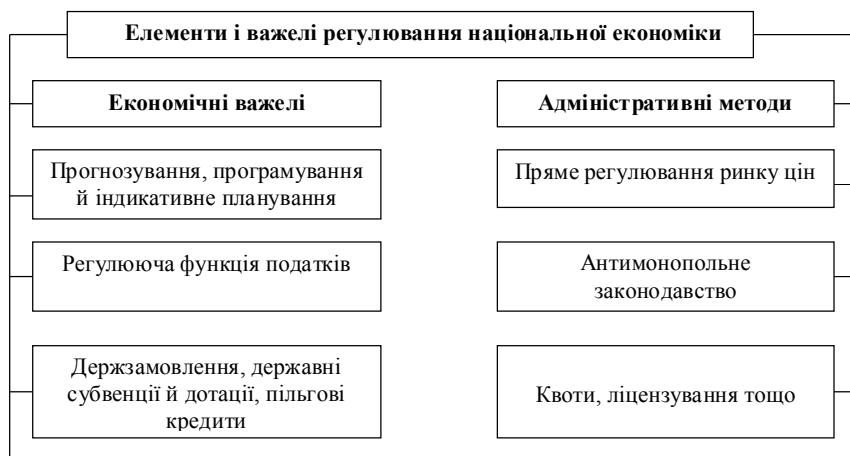 Елементи і важелі регулювання національної економіки
Економічні важелі
Адміністративні методи
Прогнозування, програмування
й індикативне планування
Пряме регулювання ринку цін
Регулююча функція податків
Антимонопольне
законодавство
Держзамовлення, державні
субвенції й дотації, пільгові
кредити
Квоти, ліцензування тощо